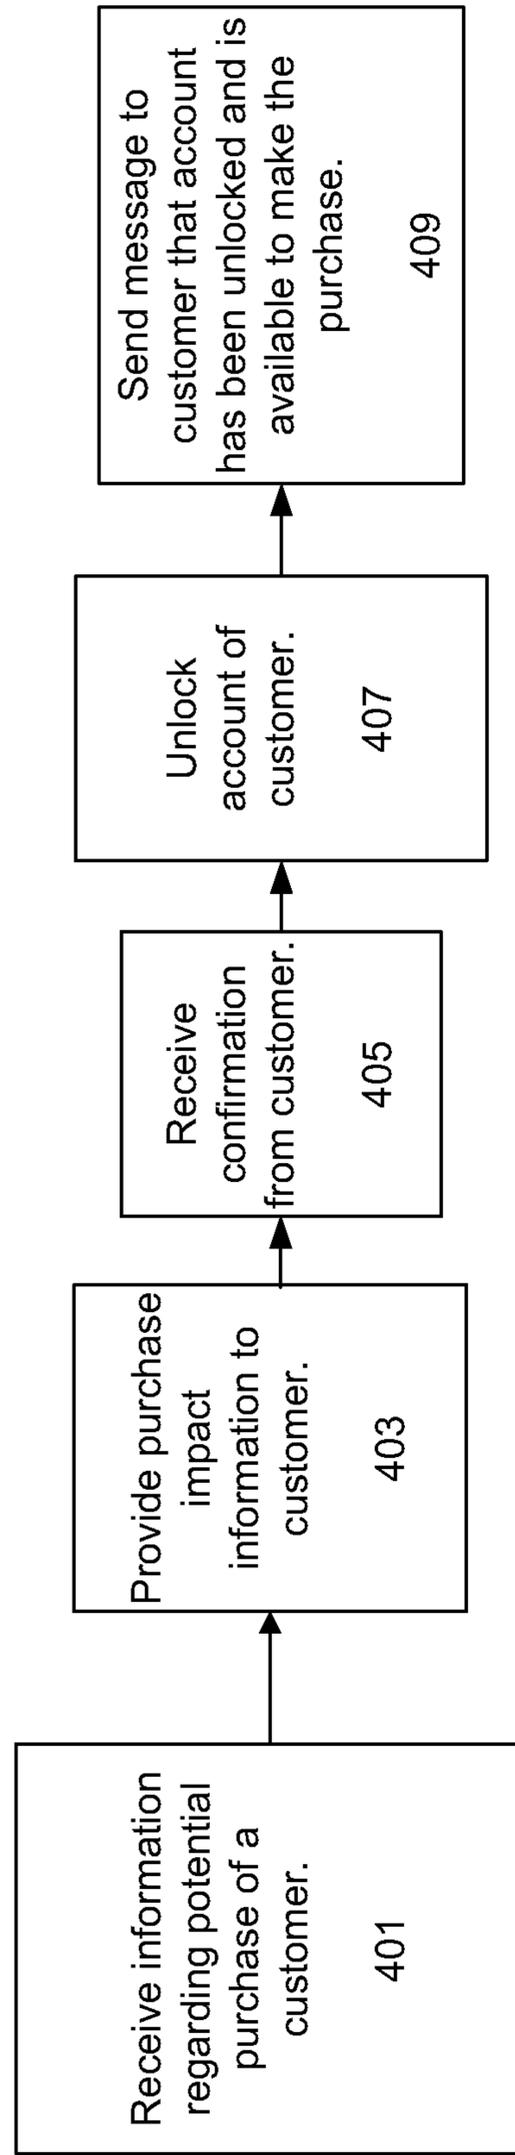 Receive information
regarding potential
purchase of a
customer.
401
Provide purchase
impact
information to
customer.
403
Receive
confirmation
from customer.
405
Unlock
account of
customer.
407
Send message to
customer that account
has been unlocked and is
available to make the
purchase.
409